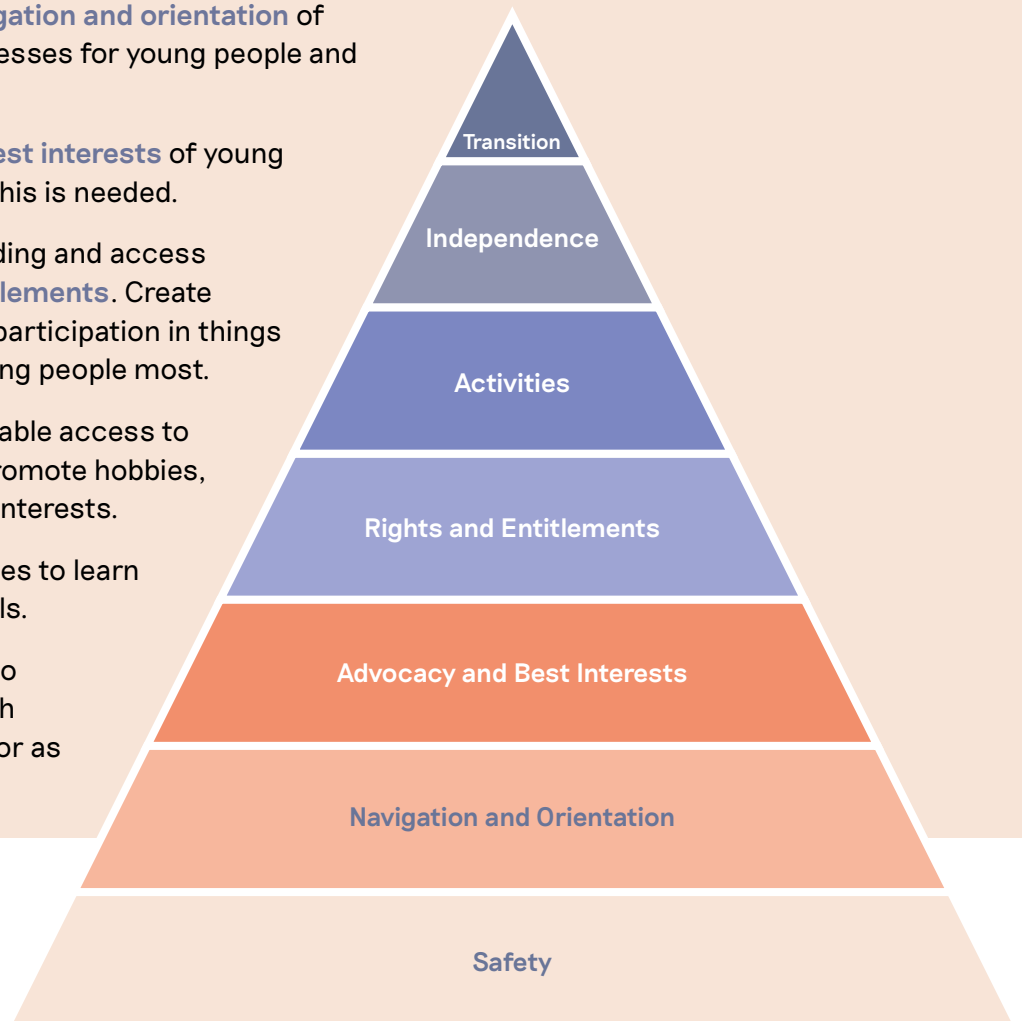 gation and orientation of
esses for young people and
est interests of young
his is needed.
ding and access
lements. Create
participation in things
ng people most.
able access to
romote hobbies,
nterests.
es to learn
ls.
o
h
or as
Transition
Independence
Activities
Rights and Entitlements
Advocacy and Best Interests
Navigation and Orientation
Safety